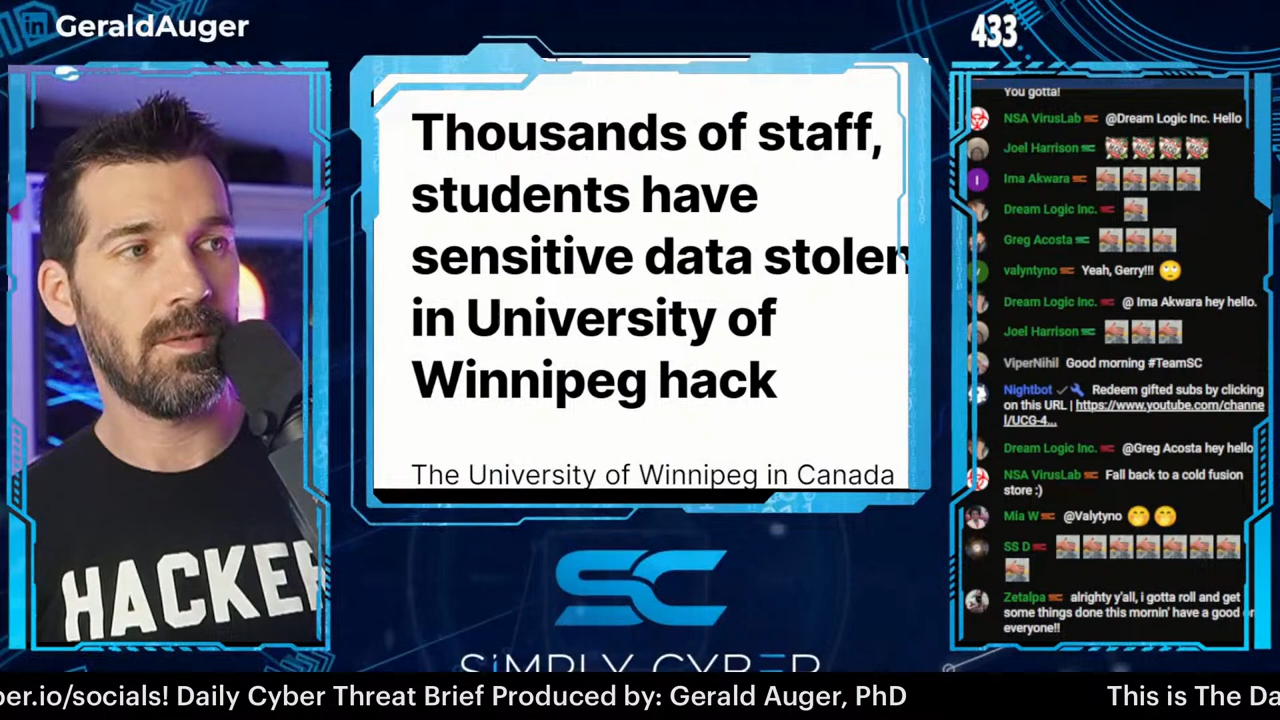 in GeraldAuger
433
Thousands of staff,
students have
sensitive data stolen
in University of
Winnipeg hack
The University of Winnipeg in Canada
HACKER
SC
SiMPLY CYBER
You gotta!
NSA VirusLab @Dream Logic Inc. Hello
Joel Harrison
Ima Akwara
Dream Logic Inc.
Greg Acosta
valyntyno Yeah, Gerry!!! 🙄
Dream Logic Inc. @ Ima Akwara hey hello.
Joel Harrison
ViperNihil Good morning #TeamSC
Nightbot Redeem gifted subs by clicking
on this URL | https://www.youtube.com/channe
l/UCG-4...
Dream Logic Inc. @Greg Acosta hey hello
NSA VirusLab Fall back to a cold fusion
store :)
Mia W @Valytyno 🤭 🤭
SS D
Zetalpa alrighty y'all, i gotta roll and get
some things done this mornin' have a good
everyone!!
per.io/socials! Daily Cyber Threat Brief Produced by: Gerald Auger, PhD This is The Da